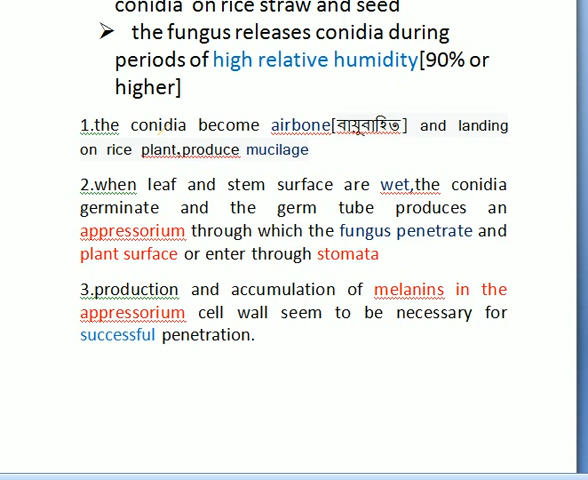 conidia on rice straw and seed
➢ the fungus releases conidia during
periods of high relative humidity[90% or
higher]
1.the conidia become airbone[বায়ুবাহিত] and landing
on rice plant,produce mucilage
2.when leaf and stem surface are wet,the conidia
germinate and the germ tube produces an
appressorium through which the fungus penetrate and
plant surface or enter through stomata
3.production and accumulation of melanins in the
appressorium cell wall seem to be necessary for
successful penetration.